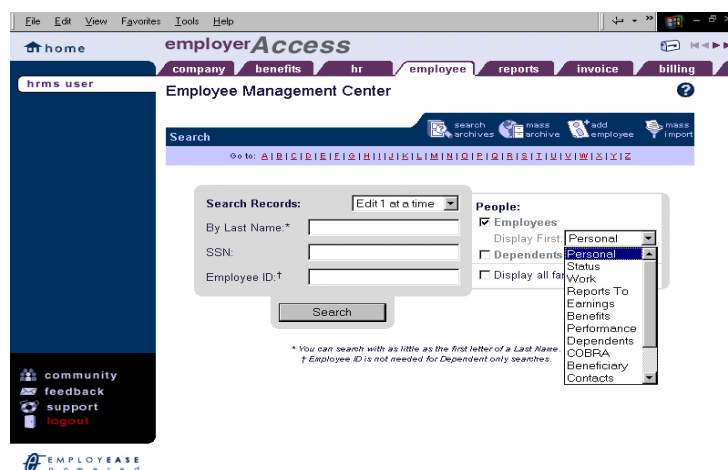 File Edit View Favorites Tools Help
home
employerAccess
company benefits hr employee reports invoice billing
hrms user
Employee Management Center
Search
search archives
mass archive
add employee
mass import
Go to: A|B|C|D|E|F|G|H|I|J|K|L|M|N|O|P|Q|R|S|T|U|V|W|X|Y|Z
Search Records: Edit 1 at a time
By Last Name:*
SSN:
Employee ID:†
Search
People:
Employees
Display First: Personal
Dependents
Display all
Personal
Status
Work
Reports To
Earnings
Benefits
Performance
Dependents
COBRA
Beneficiary
Contacts
* You can search with as little as the first letter of a Last Name.
† Employee ID is not needed for Dependent only searches.
community
feedback
support
logout
EMPLOYEASE
powered